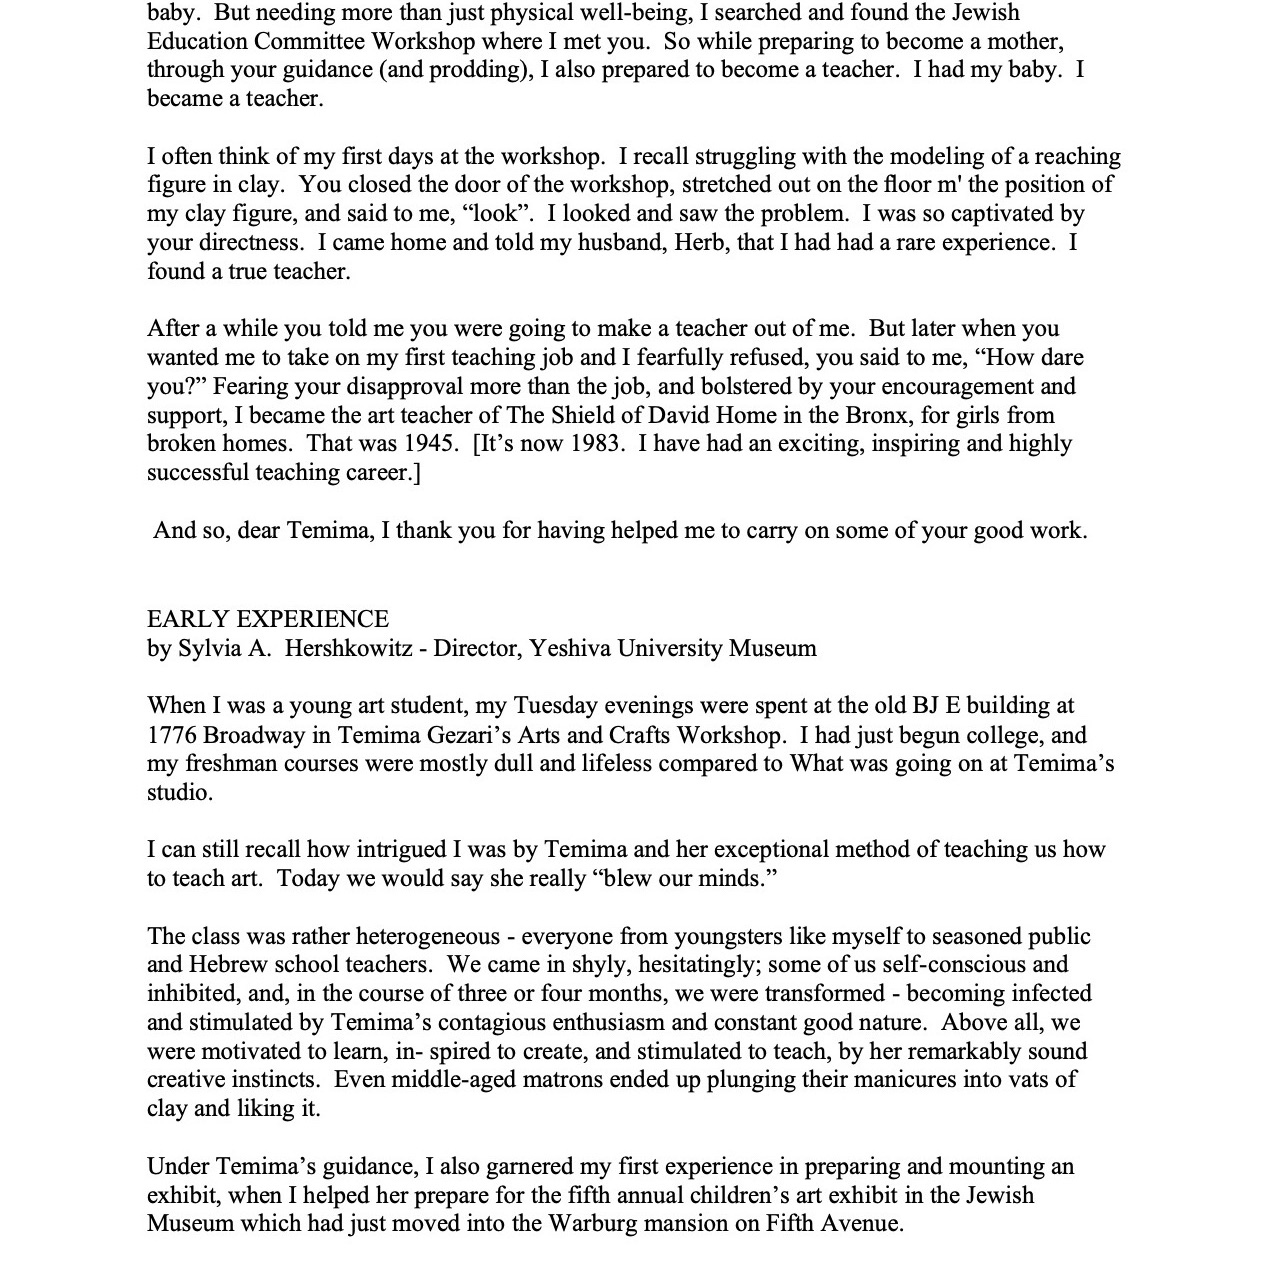 baby.  But needing more than just physical well-being, I searched and found the Jewish
Education Committee Workshop where I met you.  So while preparing to become a mother,
through your guidance (and prodding), I also prepared to become a teacher.  I had my baby.  I
became a teacher.
I often think of my first days at the workshop.  I recall struggling with the modeling of a reaching
figure in clay.  You closed the door of the workshop, stretched out on the floor m' the position of
my clay figure, and said to me, “look”.  I looked and saw the problem.  I was so captivated by
your directness.  I came home and told my husband, Herb, that I had had a rare experience.  I
found a true teacher.
After a while you told me you were going to make a teacher out of me.  But later when you
wanted me to take on my first teaching job and I fearfully refused, you said to me, “How dare
you?” Fearing your disapproval more than the job, and bolstered by your encouragement and
support, I became the art teacher of The Shield of David Home in the Bronx, for girls from
broken homes.  That was 1945.  [It’s now 1983.  I have had an exciting, inspiring and highly
successful teaching career.]
And so, dear Temima, I thank you for having helped me to carry on some of your good work.
EARLY EXPERIENCE
by Sylvia A.  Hershkowitz - Director, Yeshiva University Museum
When I was a young art student, my Tuesday evenings were spent at the old BJ E building at
1776 Broadway in Temima Gezari’s Arts and Crafts Workshop.  I had just begun college, and
my freshman courses were mostly dull and lifeless compared to What was going on at Temima’s
studio.
I can still recall how intrigued I was by Temima and her exceptional method of teaching us how
to teach art.  Today we would say she really “blew our minds.”
The class was rather heterogeneous - everyone from youngsters like myself to seasoned public
and Hebrew school teachers.  We came in shyly, hesitatingly; some of us self-conscious and
inhibited, and, in the course of three or four months, we were transformed - becoming infected
and stimulated by Temima’s contagious enthusiasm and constant good nature.  Above all, we
were motivated to learn, in- spired to create, and stimulated to teach, by her remarkably sound
creative instincts.  Even middle-aged matrons ended up plunging their manicures into vats of
clay and liking it.
Under Temima’s guidance, I also garnered my first experience in preparing and mounting an
exhibit, when I helped her prepare for the fifth annual children’s art exhibit in the Jewish
Museum which had just moved into the Warburg mansion on Fifth Avenue.